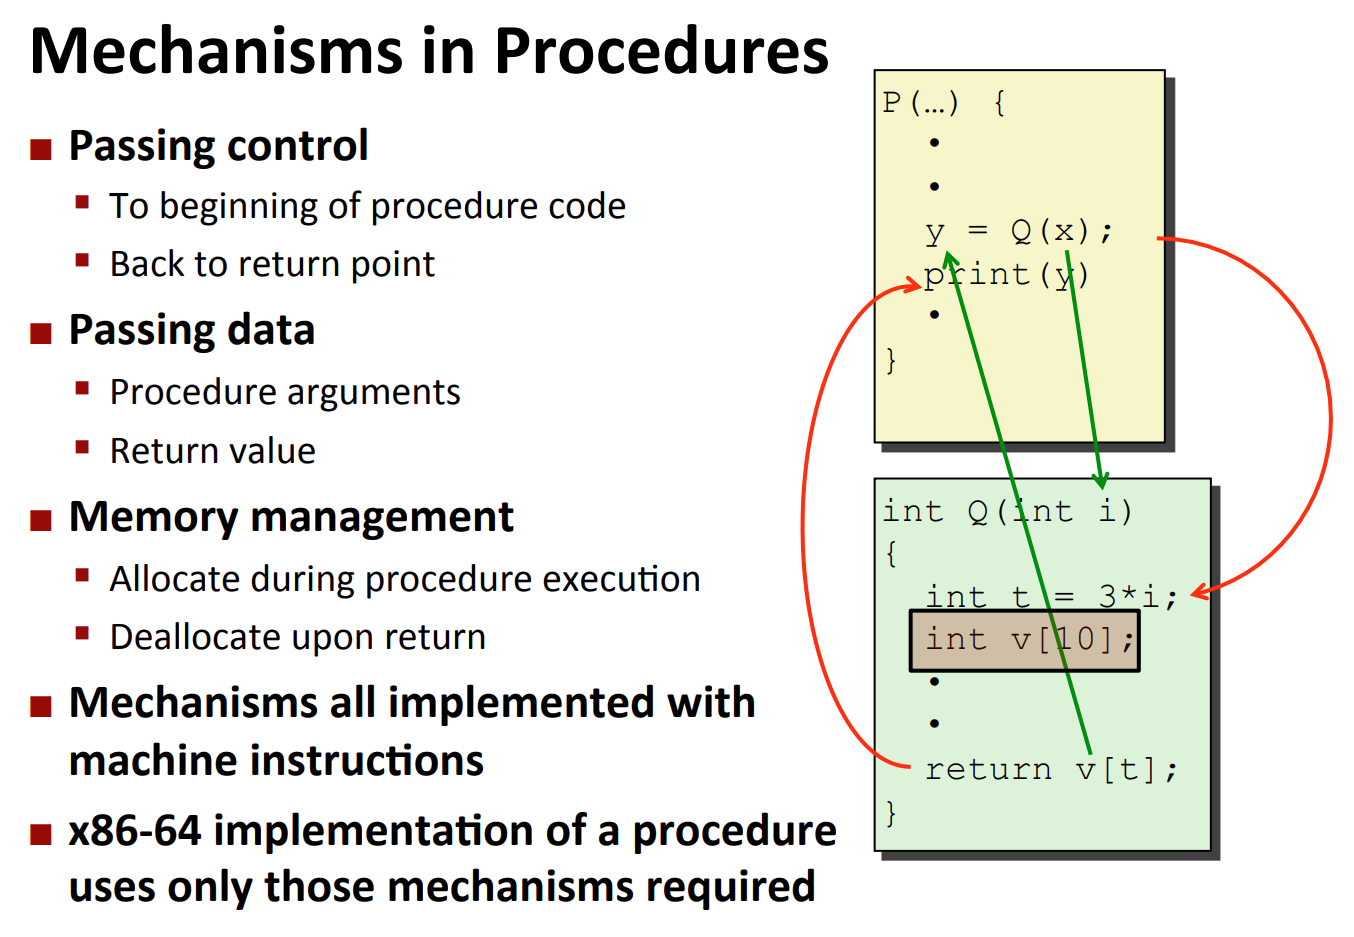 Mechanisms in Procedures
■ Passing control
▪ To beginning of procedure code
▪ Back to return point
■ Passing data
▪ Procedure arguments
▪ Return value
■ Memory management
▪ Allocate during procedure execution
▪ Deallocate upon return
■ Mechanisms all implemented with
machine instructions
■ x86-64 implementation of a procedure
uses only those mechanisms required
P(…) {
•
•
y = Q(x);
print(y)
•
}
int Q(int i)
{
int t = 3*i;
int v[10];
•
•
return v[t];
}